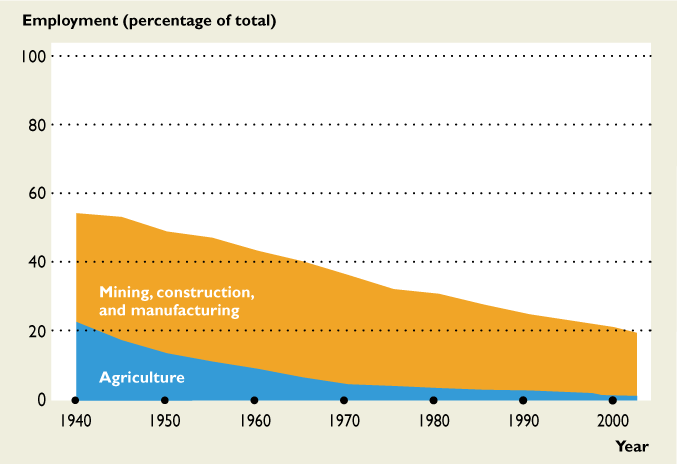 Employment (percentage of total)
100
80
60
40
Mining, construction,
and manufacturing
20
Agriculture
0
1940 1950 1960 1970 1980 1990 2000
Year